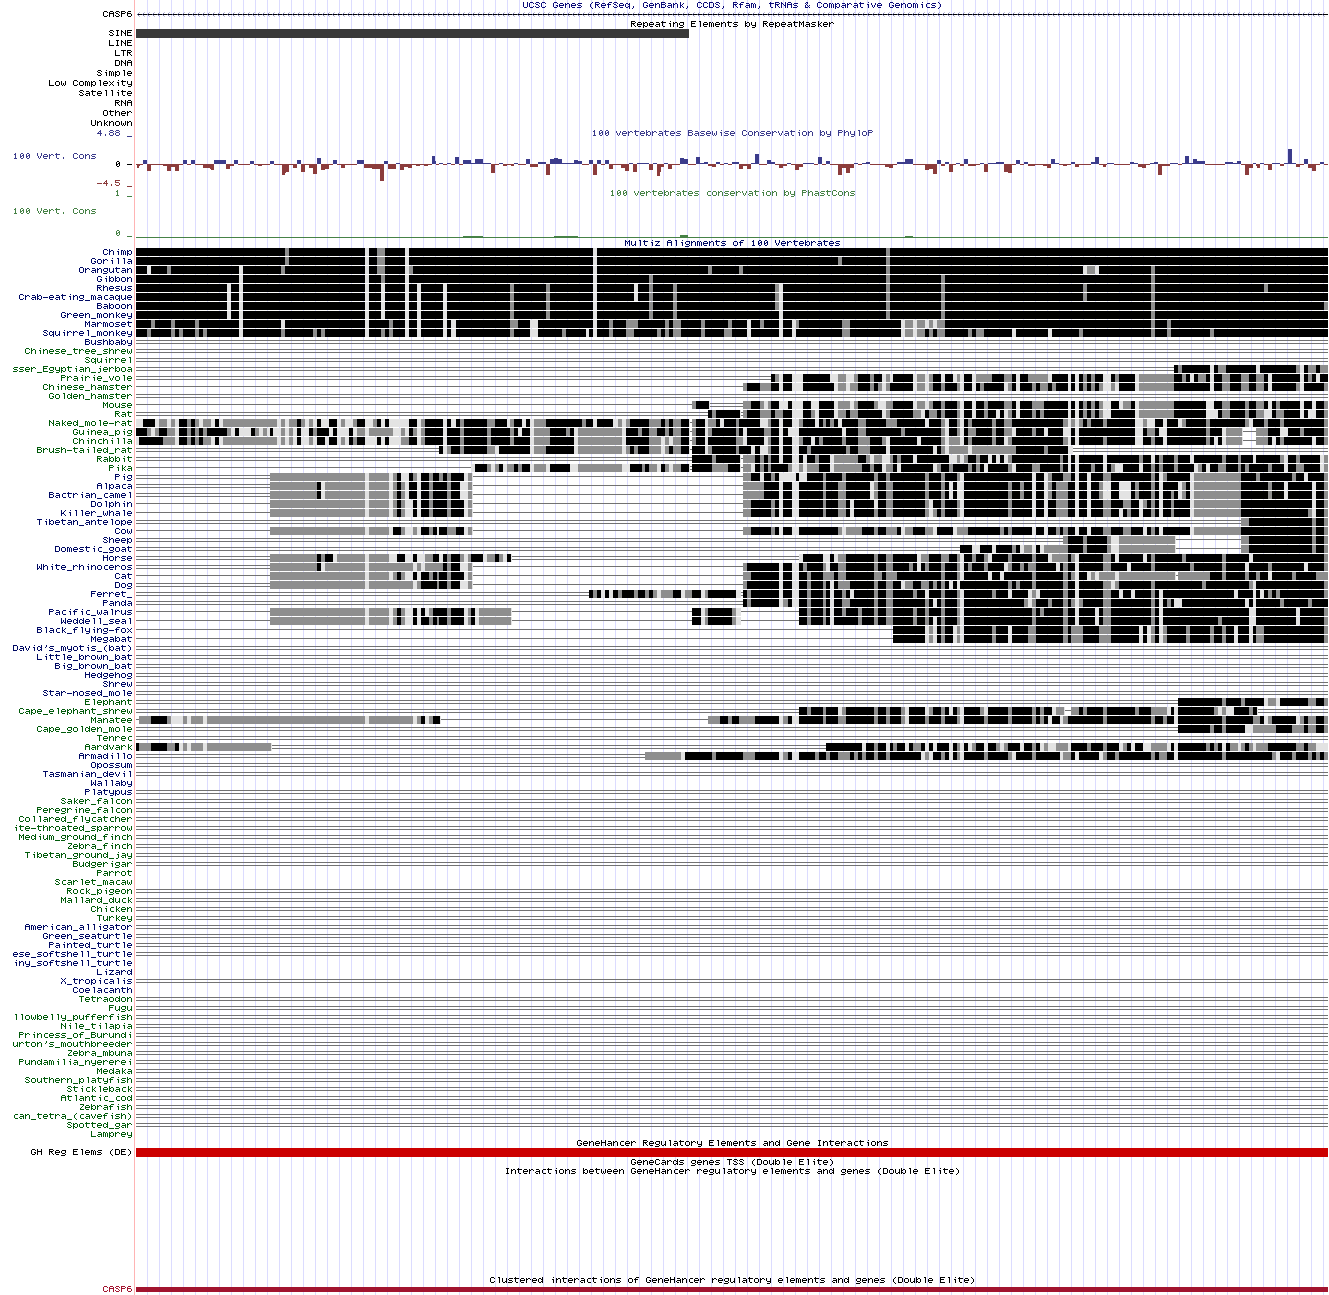 UCSC Genes (RefSeq, GenBank, CCDS, Rfam, tRNAs & Comparative Genomics)
CASP6
Repeating Elements by RepeatMasker
SINE
LINE
LTR
DNA
Simple
Low Complexity
Satellite
RNA
Other
Unknown
4.88 _
100 vertebrates Basewise Conservation by PhyloP
100 Vert. Cons
0 -
-4.5 _
1 _
100 vertebrates conservation by PhastCons
100 Vert. Cons
0 _
Multiz Alignments of 100 Vertebrates
Chimp
Gorilla
Orangutan
Gibbon
Rhesus
Crab-eating_macaque
Baboon
Green_monkey
Marmoset
Squirrel_monkey
Bushbaby
Chinese_tree_shrew
Squirrel
sser_Egyptian_jerboa
Prairie_vole
Chinese_hamster
Golden_hamster
Mouse
Rat
Naked_mole-rat
Guinea_pig
Chinchilla
Brush-tailed_rat
Rabbit
Pika
Pig
Alpaca
Bactrian_camel
Dolphin
Killer_whale
Tibetan_antelope
Cow
Sheep
Domestic_goat
Horse
White_rhinoceros
Cat
Dog
Ferret_
Panda
Pacific_walrus
Weddell_seal
Black_flying-fox
Megabat
David's_myotis_(bat)
Little_brown_bat
Big_brown_bat
Hedgehog
Shrew
Star-nosed_mole
Elephant
Cape_elephant_shrew
Manatee
Cape_golden_mole
Tenrec
Aardvark
Armadillo
Opossum
Tasmanian_devil
Wallaby
Platypus
Saker_falcon
Peregrine_falcon
Collared_flycatcher
ite-throated_sparrow
Medium_ground_finch
Zebra_finch
Tibetan_ground_jay
Budgerigar
Parrot
Scarlet_macaw
Rock_pigeon
Mallard_duck
Chicken
Turkey
American_alligator
Green_seaturtle
Painted_turtle
ese_softshell_turtle
iny_softshell_turtle
Lizard
X_tropicalis
Coelacanth
Tetraodon
Fugu
llowbelly_pufferfish
Nile_tilapia
Princess_of_Burundi
urton's_mouthbreeder
Zebra_mbuna
Pundamilia_nyererei
Medaka
Southern_platyfish
Stickleback
Atlantic_cod
Zebrafish
can_tetra_(cavefish)
Spotted_gar
Lamprey
GeneHancer Regulatory Elements and Gene Interactions
GH Reg Elems (DE)
GeneCards genes TSS (Double Elite)
Interactions between GeneHancer regulatory elements and genes (Double Elite)
Clustered interactions of GeneHancer regulatory elements and genes (Double Elite)
CASP6